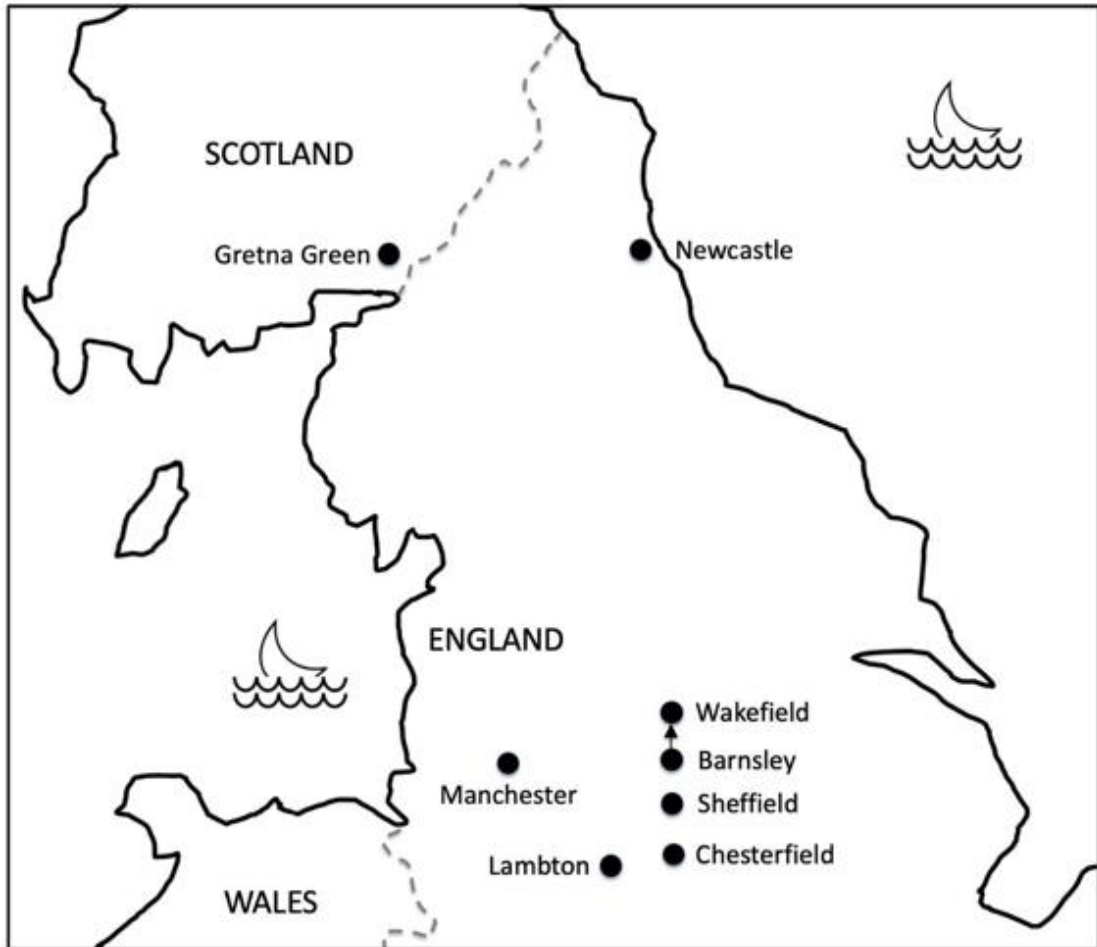 SCOTLAND
Gretna Green
Newcastle
ENGLAND
Wakefield
Barnsley
Manchester
Sheffield
Lambton
Chesterfield
WALES